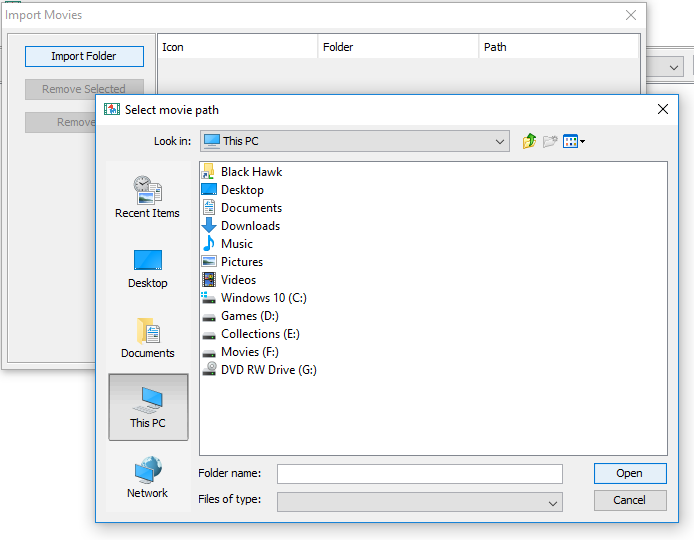 Import Movies
Import Folder
Icon
Folder
Path
Remove Selected
Remove
Select movie path
Look in:
This PC
Recent Items
Desktop
Documents
This PC
Network
Black Hawk
Desktop
Documents
Downloads
Music
Pictures
Videos
Windows 10 (C:)
Games (D:)
Collections (E:)
Movies (F:)
DVD RW Drive (G:)
Folder name:
Open
Files of type:
Cancel